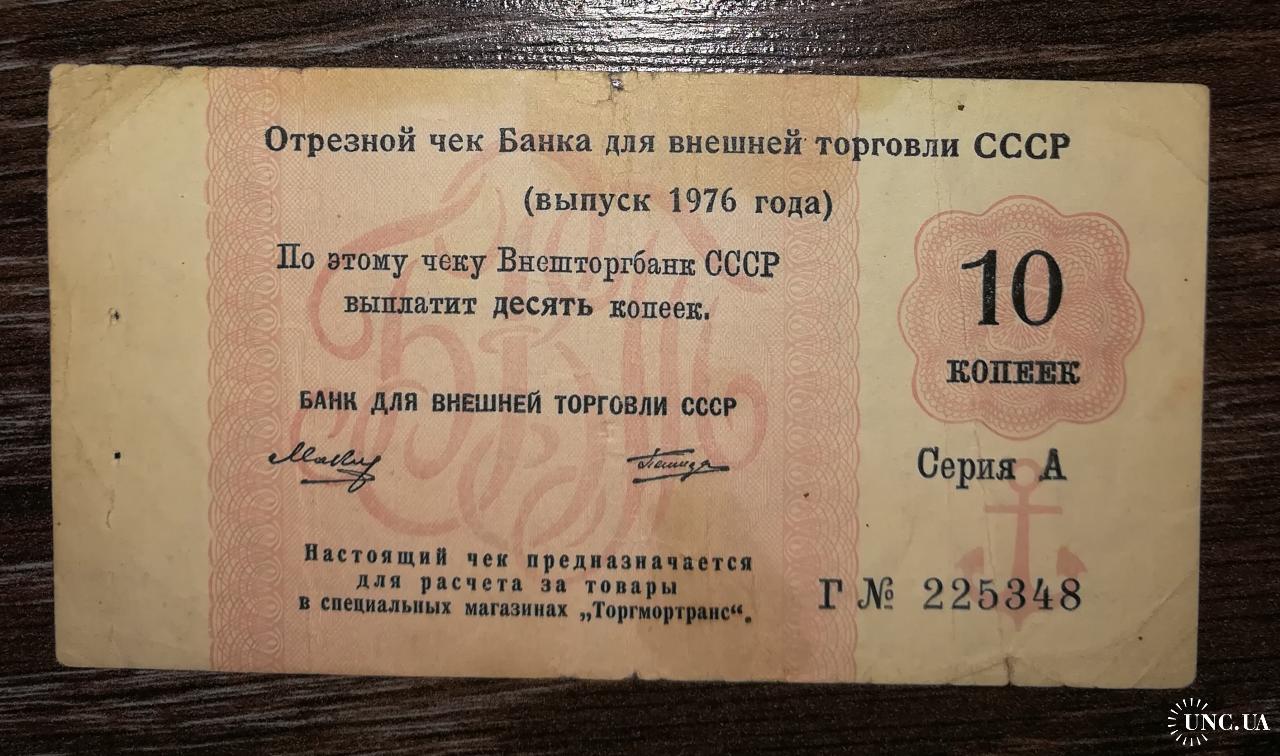 Отрезной чек Банка для внешней торговли СССР
(выпуск 1976 года)
По этому чеку Внешторгбанк СССР
выплатит десять копеек.
10
КОПЕЕК
БАНК ДЛЯ ВНЕШНЕЙ ТОРГОВЛИ СССР
Серия А
Настоящий чек предназначается
для расчета за товары
в специальных магазинах „Торгмортранс“.
Г № 225348
UNC.UA